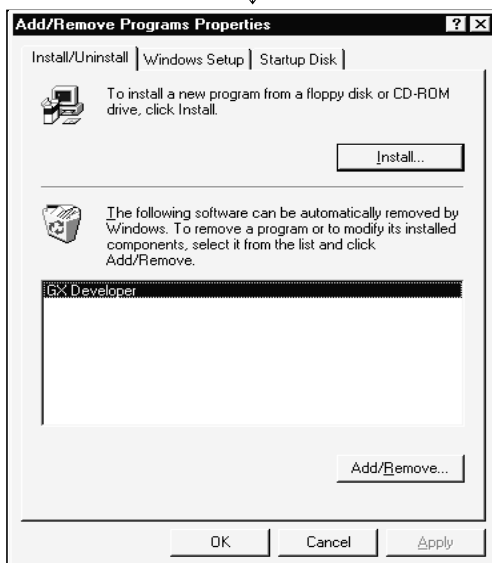 Add/Remove Programs Properties
Install/Uninstall Windows Setup Startup Disk
To install a new program from a floppy disk or CD-ROM
drive, click Install.
Install...
The following software can be automatically removed by
Windows. To remove a program or to modify its installed
components, select it from the list and click
Add/Remove.
GX Developer
Add/Remove...
OK Cancel Apply